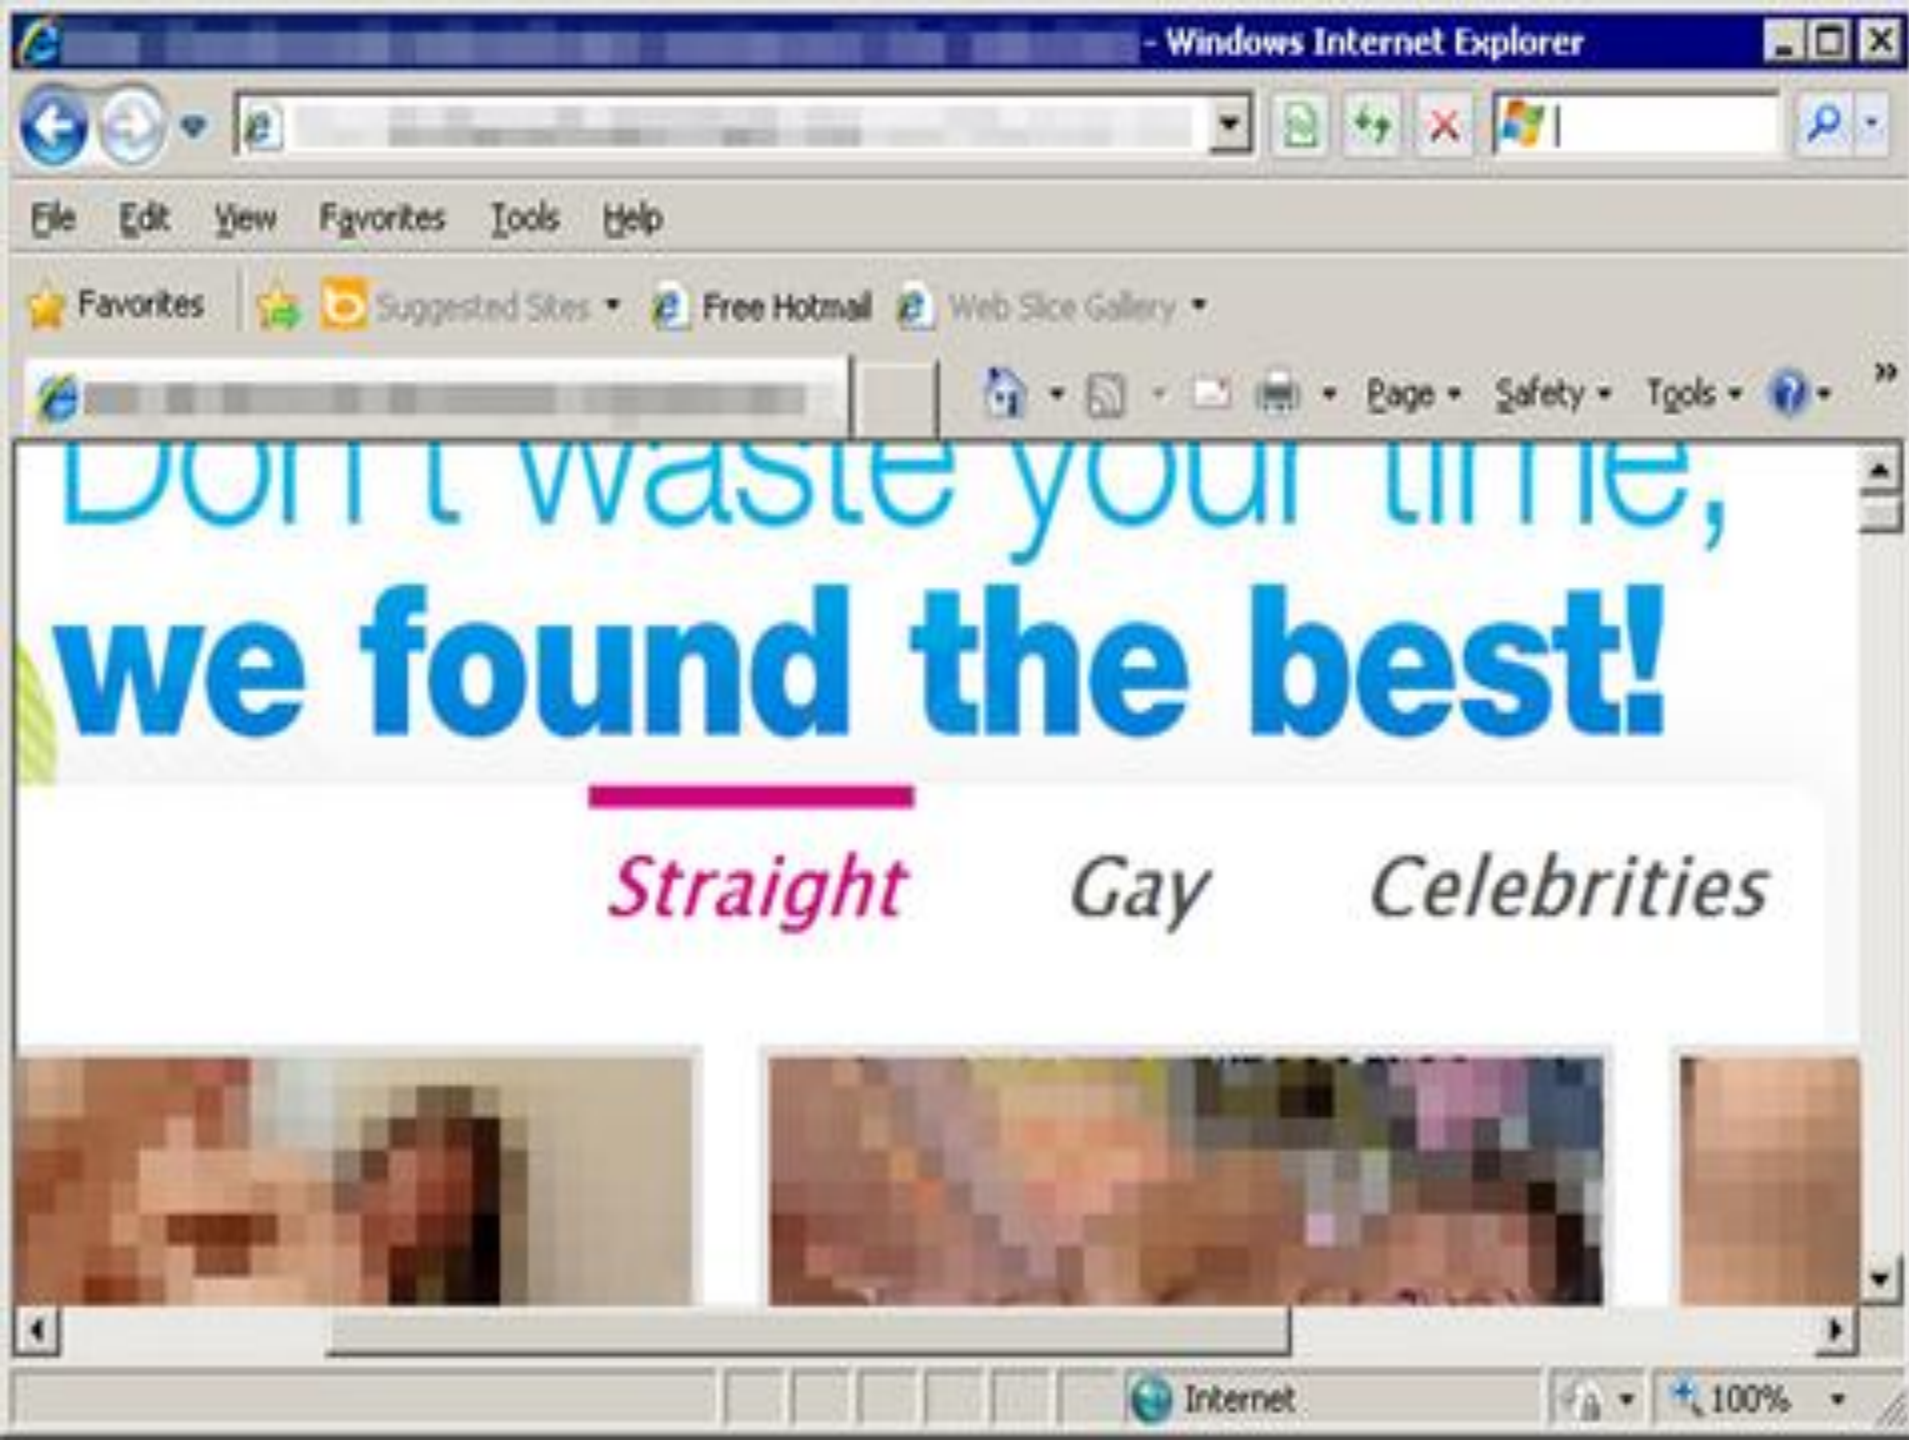 - Windows Internet Explorer
File Edit View Favorites Tools Help
Favorites Suggested Sites Free Hotmail Web Slice Gallery
Page Safety Tools »
Don't waste your time,
we found the best!
Straight Gay Celebrities
Internet 100%